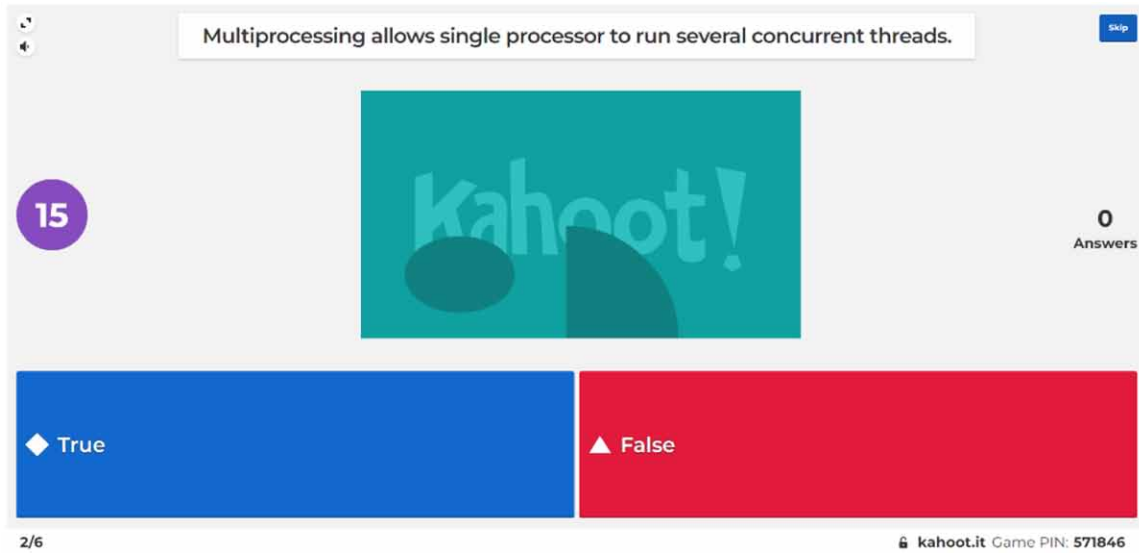 Multiprocessing allows single processor to run several concurrent threads.
Skip
Kahoot!
15
0
Answers
True
False
2/6
kahoot.it Game PIN: 571846